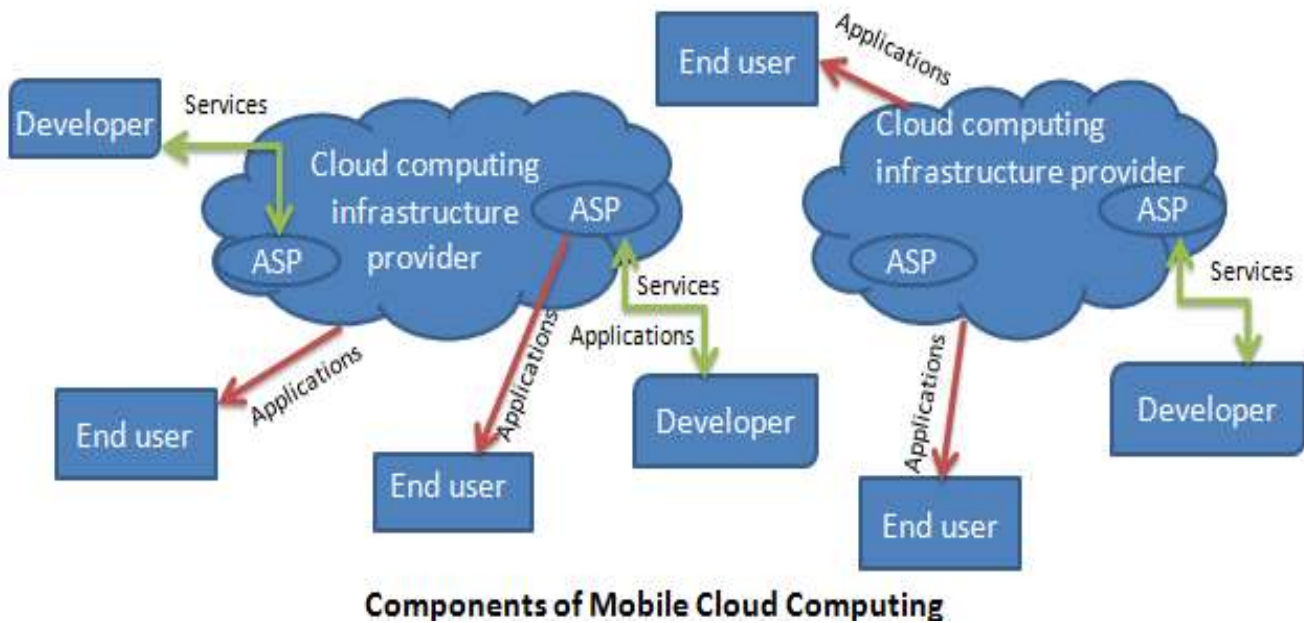 Developer
Services
Cloud computing
infrastructure
provider
ASP
ASP
Services
Applications
Applications
Applications
End user
End user
Developer
End user
Applications
Cloud computing
infrastructure provider
ASP
ASP
Services
Applications
Developer
End user
Components of Mobile Cloud Computing